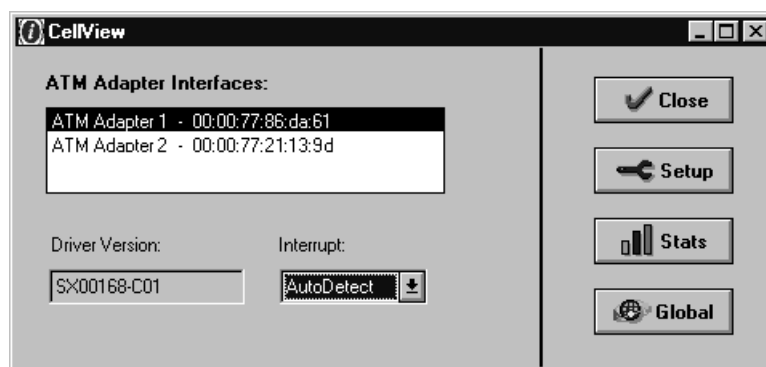 CellView
ATM Adapter Interfaces:
ATM Adapter 1 - 00:00:77:86:da:61
ATM Adapter 2 - 00:00:77:21:13:9d
Driver Version:
Interrupt:
SX00168-C01
AutoDetect
Close
Setup
Stats
Global